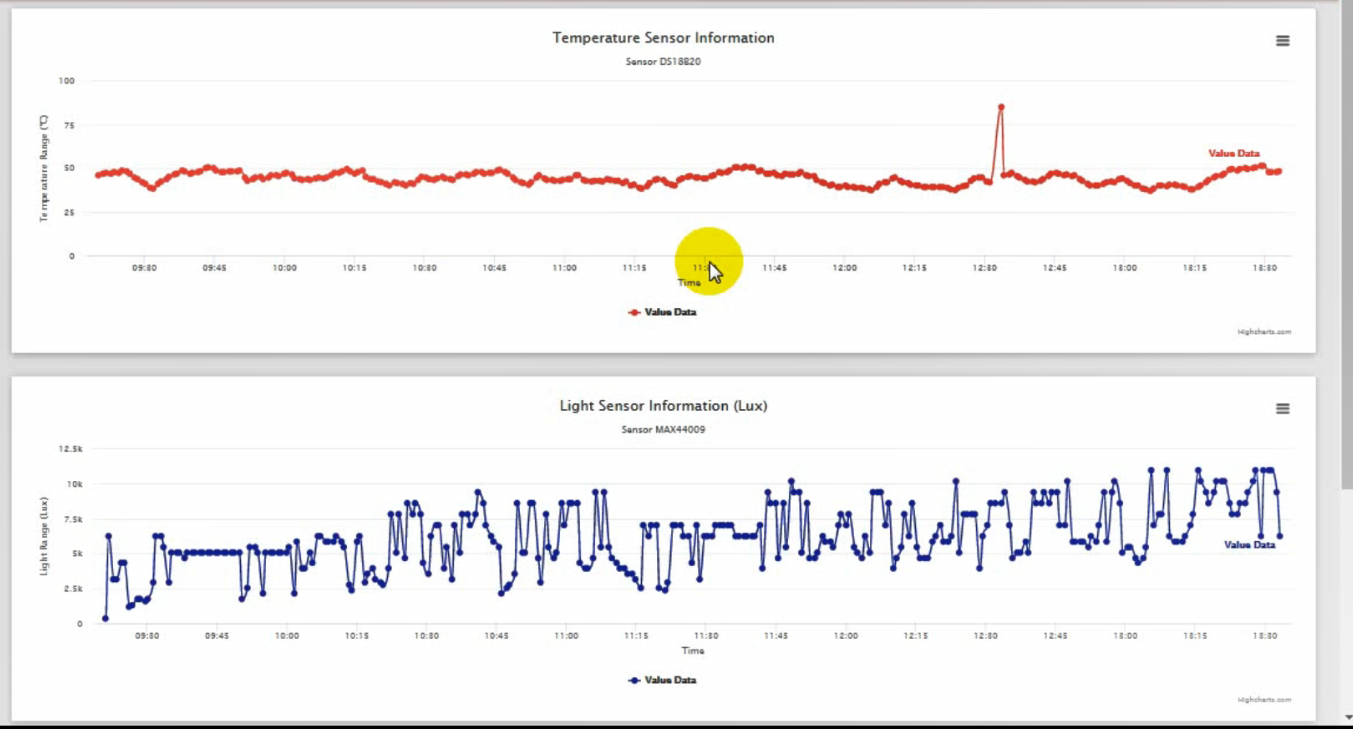 Temperature Sensor Information
Sensor DS18B20
Temperature Range (°C)
100
75
50
25
0
Value Data
09:30 09:45 10:00 10:15 10:30 10:45 11:00 11:15 11:30 11:45 12:00 12:15 12:30 12:45 13:00 13:15 13:30
Time
Value Data
Highcharts.com
Light Sensor Information (Lux)
Sensor MAX44009
Light Range (Lux)
12.5k
10k
7.5k
5k
2.5k
0
Value Data
09:30 09:45 10:00 10:15 10:30 10:45 11:00 11:15 11:30 11:45 12:00 12:15 12:30 12:45 13:00 13:15 13:30
Time
Value Data
Highcharts.com